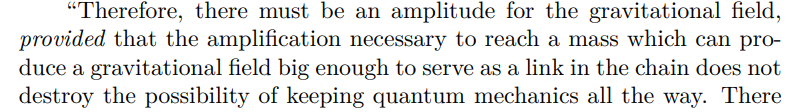 “Therefore, there must be an amplitude for the gravitational field,
provided that the amplification necessary to reach a mass which can pro-
duce a gravitational field big enough to serve as a link in the chain does not
destroy the possibility of keeping quantum mechanics all the way. There